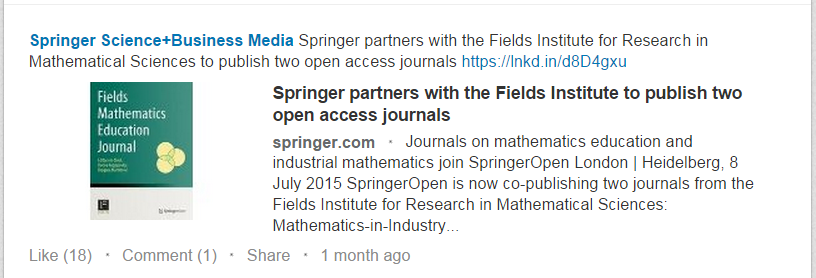 Springer Science+Business Media Springer partners with the Fields Institute for Research in
Mathematical Sciences to publish two open access journals https://lnkd.in/d8D4gxu
Fields
Mathematics
Education
Journal
Springer partners with the Fields Institute to publish two
open access journals
springer.com · Journals on mathematics education and
industrial mathematics join SpringerOpen London | Heidelberg, 8
July 2015 SpringerOpen is now co-publishing two journals from the
Fields Institute for Research in Mathematical Sciences:
Mathematics-in-Industry...
Like (18) · Comment (1) · Share · 1 month ago